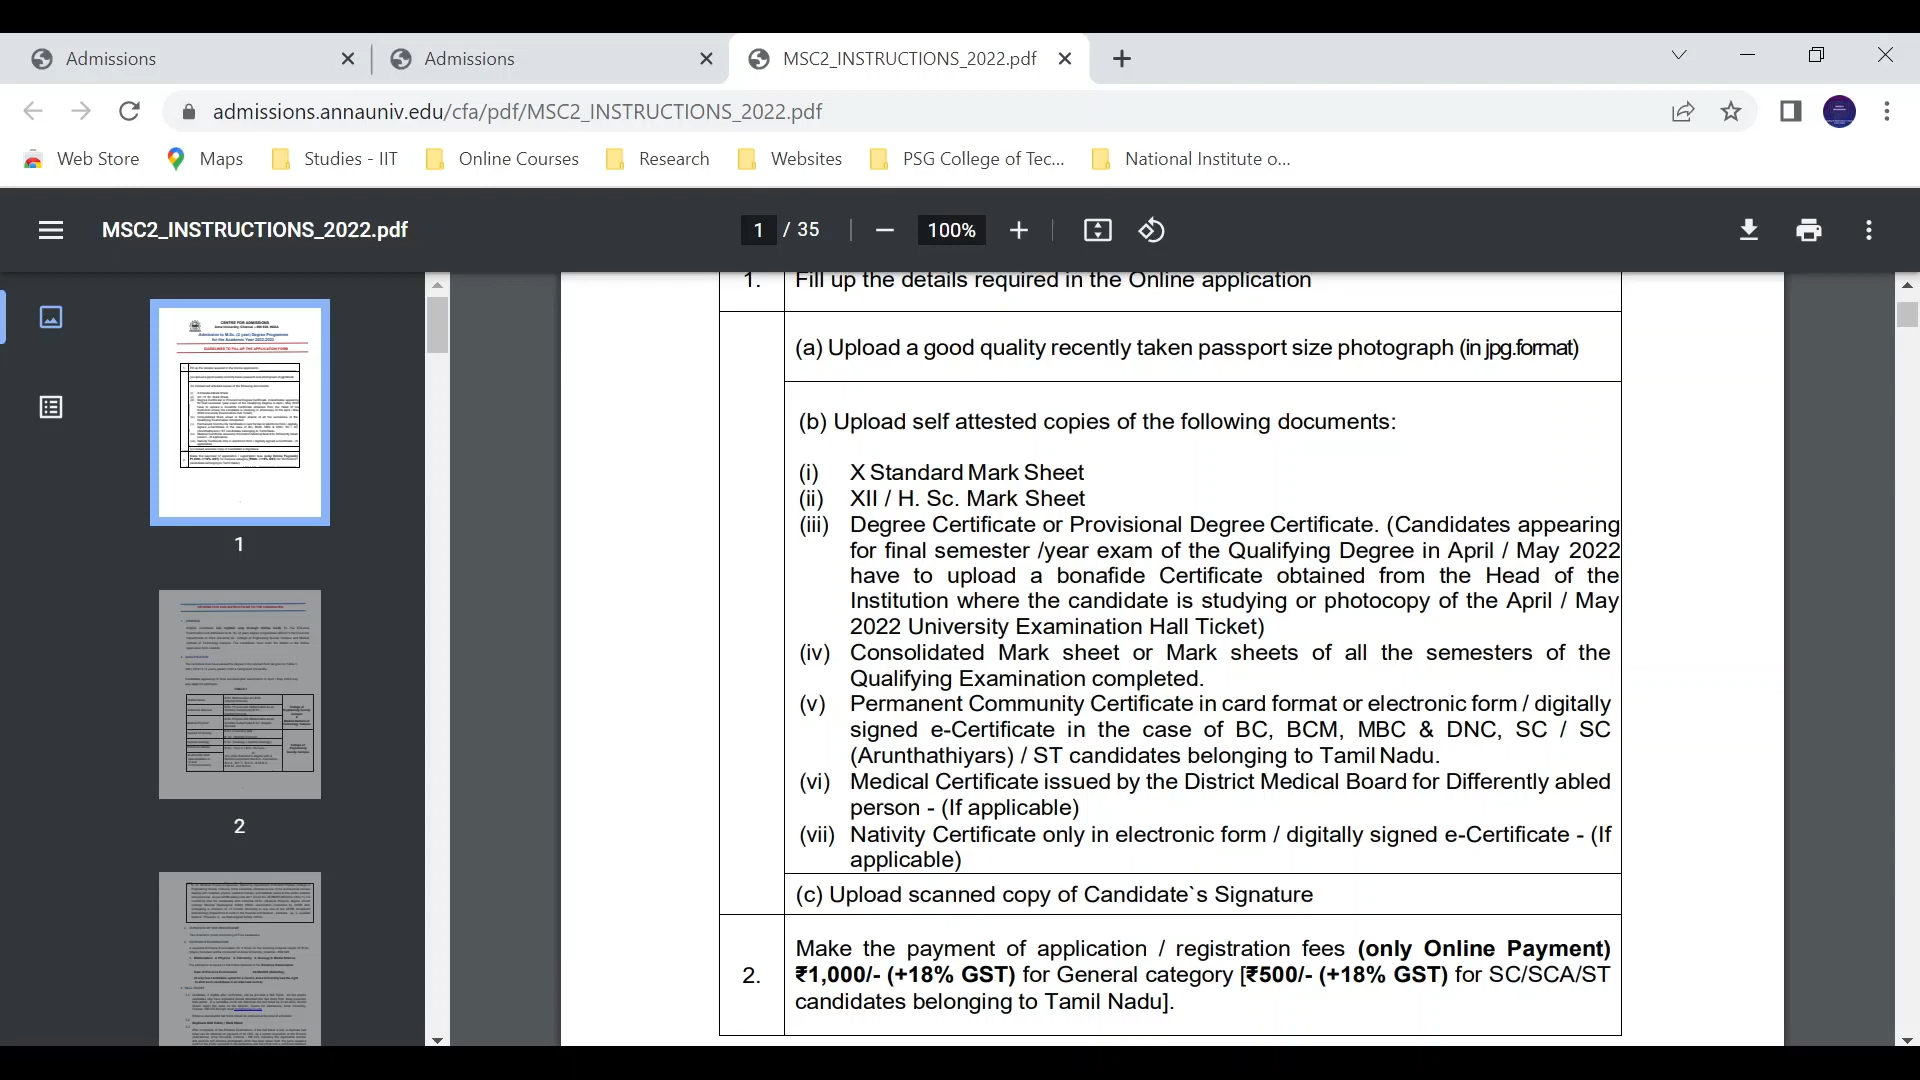 Admissions
Admissions
MSC2_INSTRUCTIONS_2022.pdf
admissions.annauniv.edu/cfa/pdf/MSC2_INSTRUCTIONS_2022.pdf
Web Store
Maps
Studies - IIT
Online Courses
Research
Websites
PSG College of Tec...
National Institute o...
MSC2_INSTRUCTIONS_2022.pdf
1 / 35
100%
1
2
1. Fill up the details required in the Online application
(a) Upload a good quality recently taken passport size photograph (in jpg.format)
(b) Upload self attested copies of the following documents:
(i) X Standard Mark Sheet
(ii) XII / H. Sc. Mark Sheet
(iii) Degree Certificate or Provisional Degree Certificate. (Candidates appearing
for final semester /year exam of the Qualifying Degree in April / May 2022
have to upload a bonafide Certificate obtained from the Head of the
Institution where the candidate is studying or photocopy of the April / May
2022 University Examination Hall Ticket)
(iv) Consolidated Mark sheet or Mark sheets of all the semesters of the
Qualifying Examination completed.
(v) Permanent Community Certificate in card format or electronic form / digitally
signed e-Certificate in the case of BC, BCM, MBC & DNC, SC / SC
(Arunthathiyars) / ST candidates belonging to Tamil Nadu.
(vi) Medical Certificate issued by the District Medical Board for Differently abled
person - (If applicable)
(vii) Nativity Certificate only in electronic form / digitally signed e-Certificate - (If
applicable)
(c) Upload scanned copy of Candidate`s Signature
2. Make the payment of application / registration fees (only Online Payment)
₹1,000/- (+18% GST) for General category [₹500/- (+18% GST) for SC/SCA/ST
candidates belonging to Tamil Nadu].